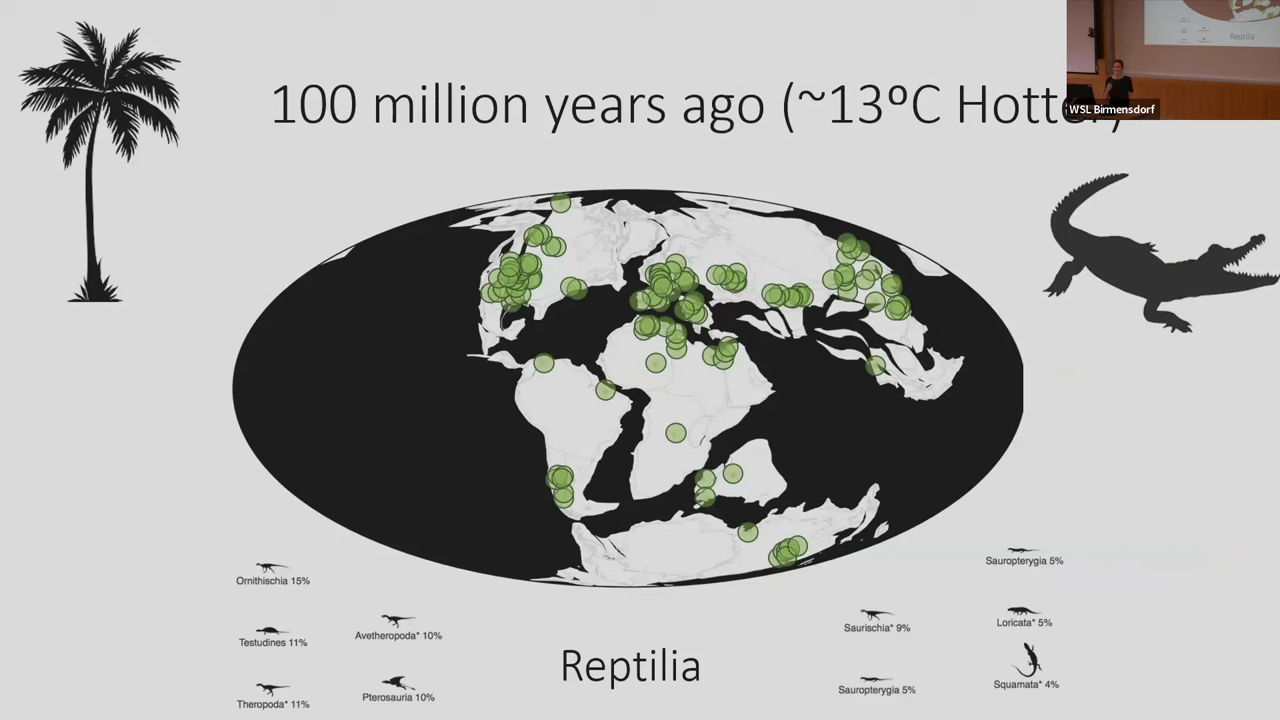 100 million years ago (~13ºC Hotter)
Reptilia
WSL Birmensdorf
Ornithischia 15%
Testudines 11%
Theropoda* 11%
Avetheropoda* 10%
Pterosauria 10%
Reptilia
Saurischia* 9%
Sauropterygia 5%
Sauropterygia 5%
Loricata* 5%
Squamata* 4%